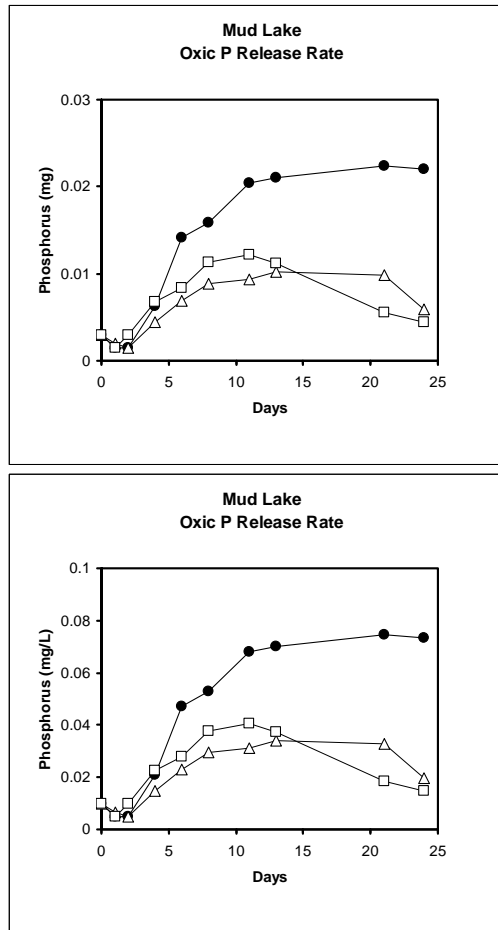 Mud Lake
Oxic P Release Rate
Phosphorus (mg)
0.03
0.02
0.01
0
0 5 10 15 20 25
Days
Mud Lake
Oxic P Release Rate
Phosphorus (mg/L)
0.1
0.08
0.06
0.04
0.02
0
0 5 10 15 20 25
Days